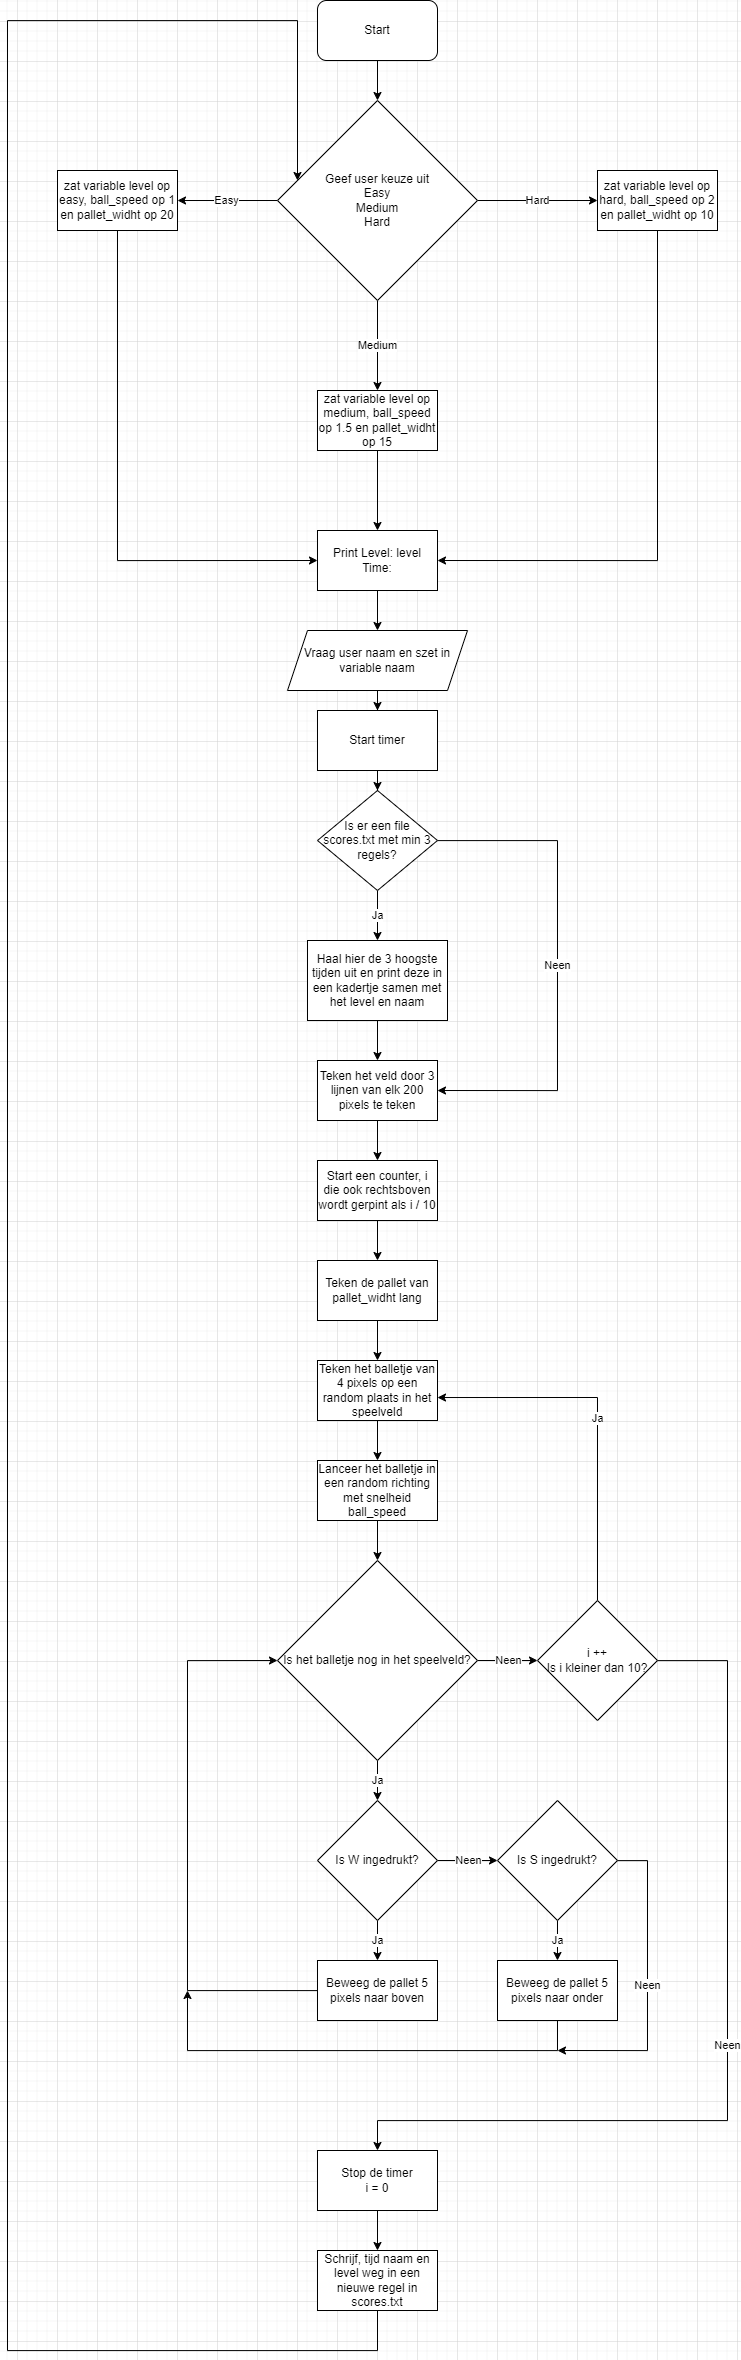 Start
Geef user keuze uit
Easy
Medium
Hard
Easy
zat variable level op
easy, ball_speed op 1
en pallet_widht op 20
Hard
zat variable level op
hard, ball_speed op 2
en pallet_widht op 10
Medium
zat variable level op
medium, ball_speed
op 1.5 en pallet_widht
op 15
Print Level: level
Time:
Vraag user naam en szet in
variable naam
Start timer
Is er een file
scores.txt met min 3
regels?
Ja
Neen
Haal hier de 3 hoogste
tijden uit en print deze in
een kadertje samen met
het level en naam
Teken het veld door 3
lijnen van elk 200
pixels te teken
Start een counter, i
die ook rechtsboven
wordt gerpint als i / 10
Teken de pallet van
pallet_widht lang
Teken het balletje van
4 pixels op een
random plaats in het
speelveld
Ja
Lanceer het balletje in
een random richting
met snelheid
ball_speed
Is het balletje nog in het speelveld?
Neen
i ++
Is i kleiner dan 10?
Ja
Is W ingedrukt?
Neen
Is S ingedrukt?
Ja
Ja
Beweeg de pallet 5
pixels naar boven
Beweeg de pallet 5
pixels naar onder
Neen
Neen
Stop de timer
i = 0
Schrijf, tijd naam en
level weg in een
nieuwe regel in
scores.txt